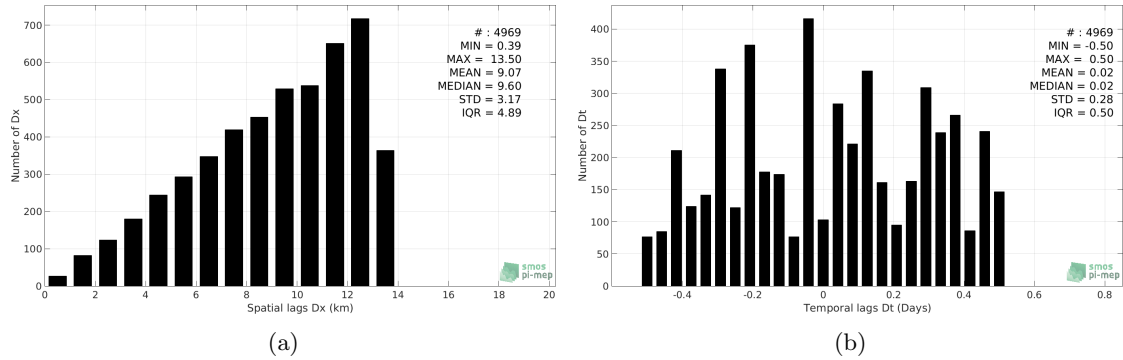 700
600
500
400
300
200
100
0
Number of Dx
# : 4969
MIN = 0.39
MAX = 13.50
MEAN = 9.07
MEDIAN = 9.60
STD = 3.17
IQR = 4.89
smos
pi-mep
0 2 4 6 8 10 12 14 16 18 20
Spatial lags Dx (km)
(a)
400
350
300
250
200
150
100
50
0
Number of Dt
# : 4969
MIN = -0.50
MAX = 0.50
MEAN = 0.02
MEDIAN = 0.02
STD = 0.28
IQR = 0.50
smos
pi-mep
-0.4 -0.2 0 0.2 0.4 0.6 0.8
Temporal lags Dt (Days)
(b)